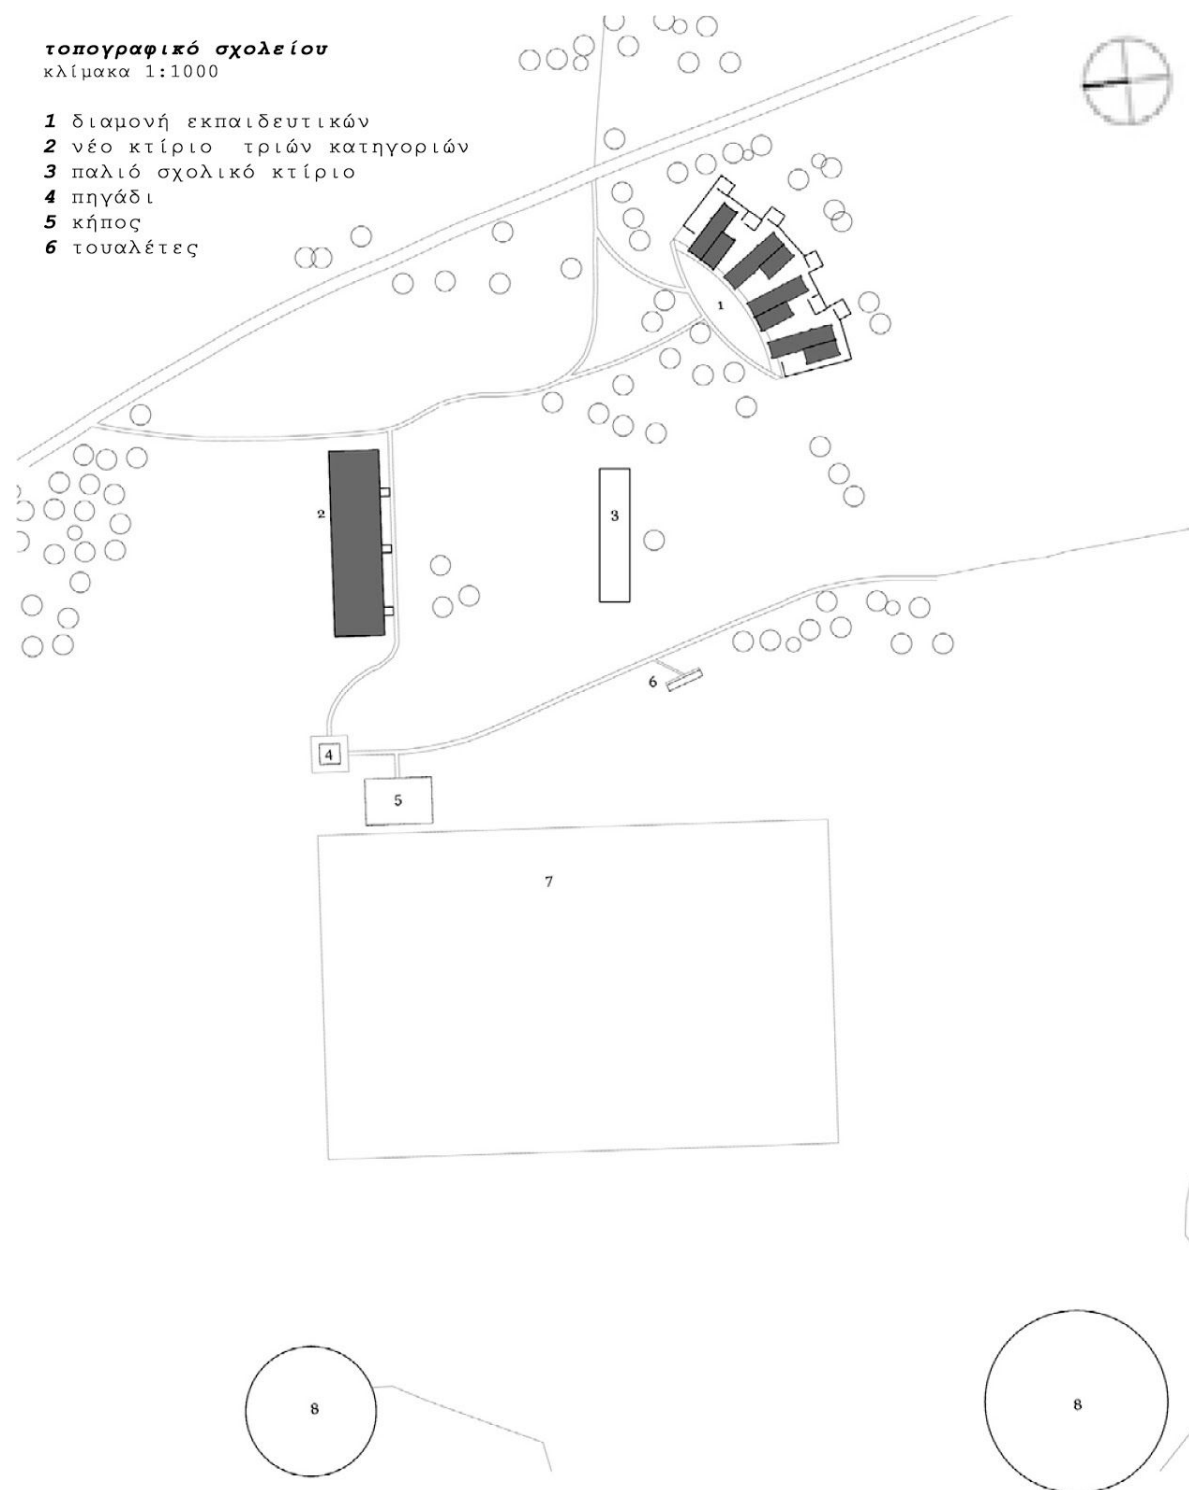 τοπογραφικό σχολείου
κλίμακα 1:1000
1 διαμονή εκπαιδευτικών
2 νέο κτίριο τριών κατηγοριών
3 παλιό σχολικό κτίριο
4 πηγάδι
5 κήπος
6 τουαλέτες
1
2
3
6
4
5
7
8
8